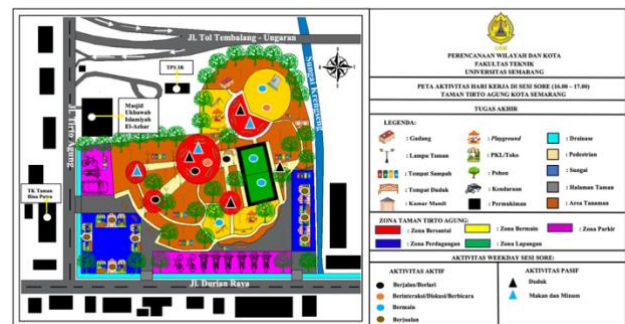 Jl. Tol Tembalang - Ungaran
TPS 3R
Sungai Krengseng
Jl. Tirto Agung
Masjid
Ukhuwah
Islamiyah
El-Azhar
TK Taman
Bina Putra
Jl. Durian Raya
USM
PERENCANAAN WILAYAH DAN KOTA
FAKULTAS TEKNIK
UNIVERSITAS SEMARANG
PETA AKTIVITAS HARI KERJA DI SESI SORE (16.00 – 17.00)
TAMAN TIRTO AGUNG KOTA SEMARANG
TUGAS AKHIR
LEGENDA:
: Gudang
: Playground
: Drainase
: Lampu Taman
: PKL/Toko
: Pedestrian
: Tempat Sampah
: Pohon
: Sungai
: Tempat Duduk
: Kendaraan
: Halaman Taman
: Kamar Mandi
: Permukiman
: Area Tanaman
ZONA TAMAN TIRTO AGUNG:
: Zona Bersantai
: Zona Bermain
: Zona Parkir
: Zona Perdagangan
: Zona Lapangan
AKTIVITAS WEEKDAY SESI SORE:
AKTIVITAS AKTIF
AKTIVITAS PASIF
Berjalan/Berlari
Duduk
Berinteraksi/Diskusi/Berbicara
Makan dan Minum
Bermain
Berjualan